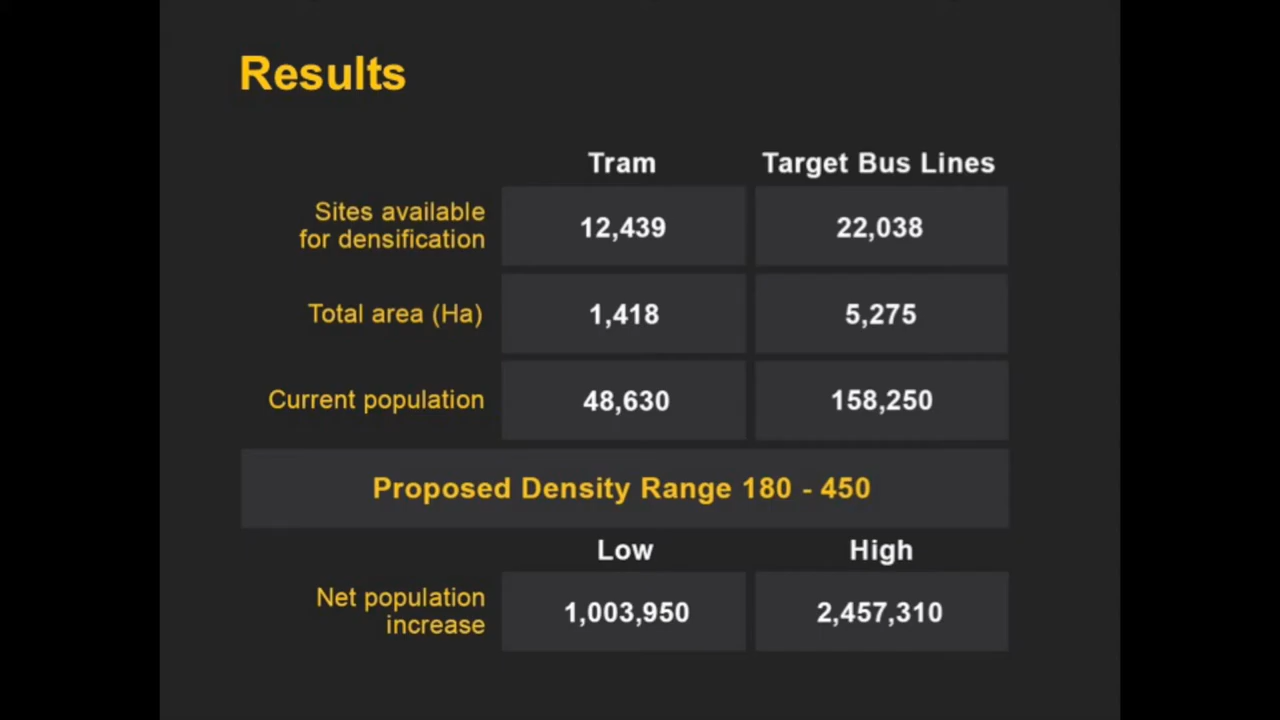 Results
Tram Target Bus Lines
Sites available
for densification
12,439 22,038
Total area (Ha) 1,418 5,275
Current population 48,630 158,250
Proposed Density Range 180 - 450
Low High
Net population
increase
1,003,950 2,457,310